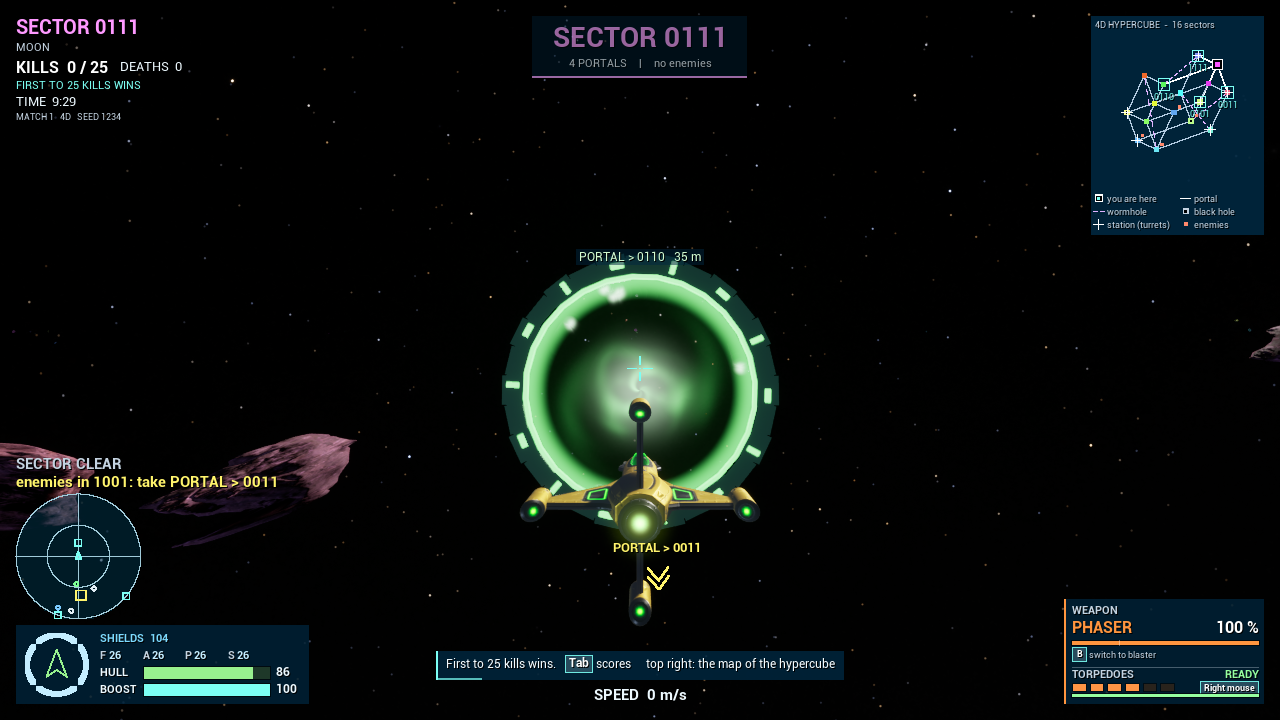 SECTOR 0111
MOON
KILLS 0 / 25 DEATHS 0
FIRST TO 25 KILLS WINS
TIME 9:29
MATCH 1 · 4D SEED 1234
SECTOR 0111
4 PORTALS | no enemies
4D HYPERCUBE - 16 sectors
0110
0011
you are here
portal
wormhole
black hole
station (turrets)
enemies
PORTAL > 0110 35 m
SECTOR CLEAR
enemies in 1001: take PORTAL > 0011
PORTAL > 0011
SHIELDS 104
F 26 A 26 P 26 S 26
HULL 86
BOOST 100
First to 25 kills wins. Tab scores top right: the map of the hypercube
SPEED 0 m/s
WEAPON
PHASER 100 %
B switch to blaster
TORPEDOES READY
Right mouse